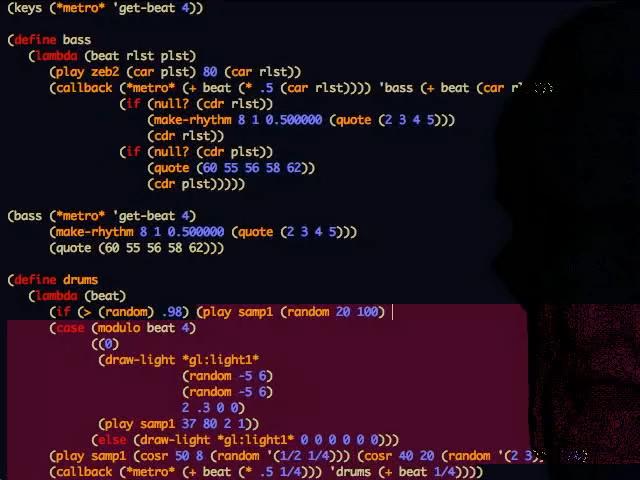 (keys (*metro* 'get-beat 4))
(define bass
(lambda (beat rlst plst)
(play zeb2 (car plst) 80 (car rlst))
(callback (*metro* (+ beat (* .5 (car rlst)))) 'bass (+ beat (car
(if (null? (cdr rlst))
(make-rhythm 8 1 0.500000 (quote (2 3 4 5)))
(cdr rlst))
(if (null? (cdr plst))
(quote (60 55 56 58 62))
(cdr plst)))))
(bass (*metro* 'get-beat 4)
(make-rhythm 8 1 0.500000 (quote (2 3 4 5)))
(quote (60 55 56 58 62)))
(define drums
(lambda (beat)
(if (> (random) .98) (play samp1 (random 20 100)
(case (modulo beat 4)
((0)
(draw-light *gl:light1*
(random -5 6)
(random -5 6)
2 .3 0 0)
(play samp1 37 80 2 1))
(else (draw-light *gl:light1* 0 0 0 0 0 0)))
(play samp1 (cosr 50 8 (random '(1/2 1/4))) (cosr 40 20 (random '(2 3)
(callback (*metro* (+ beat (* .5 1/4))) 'drums (+ beat 1/4))))